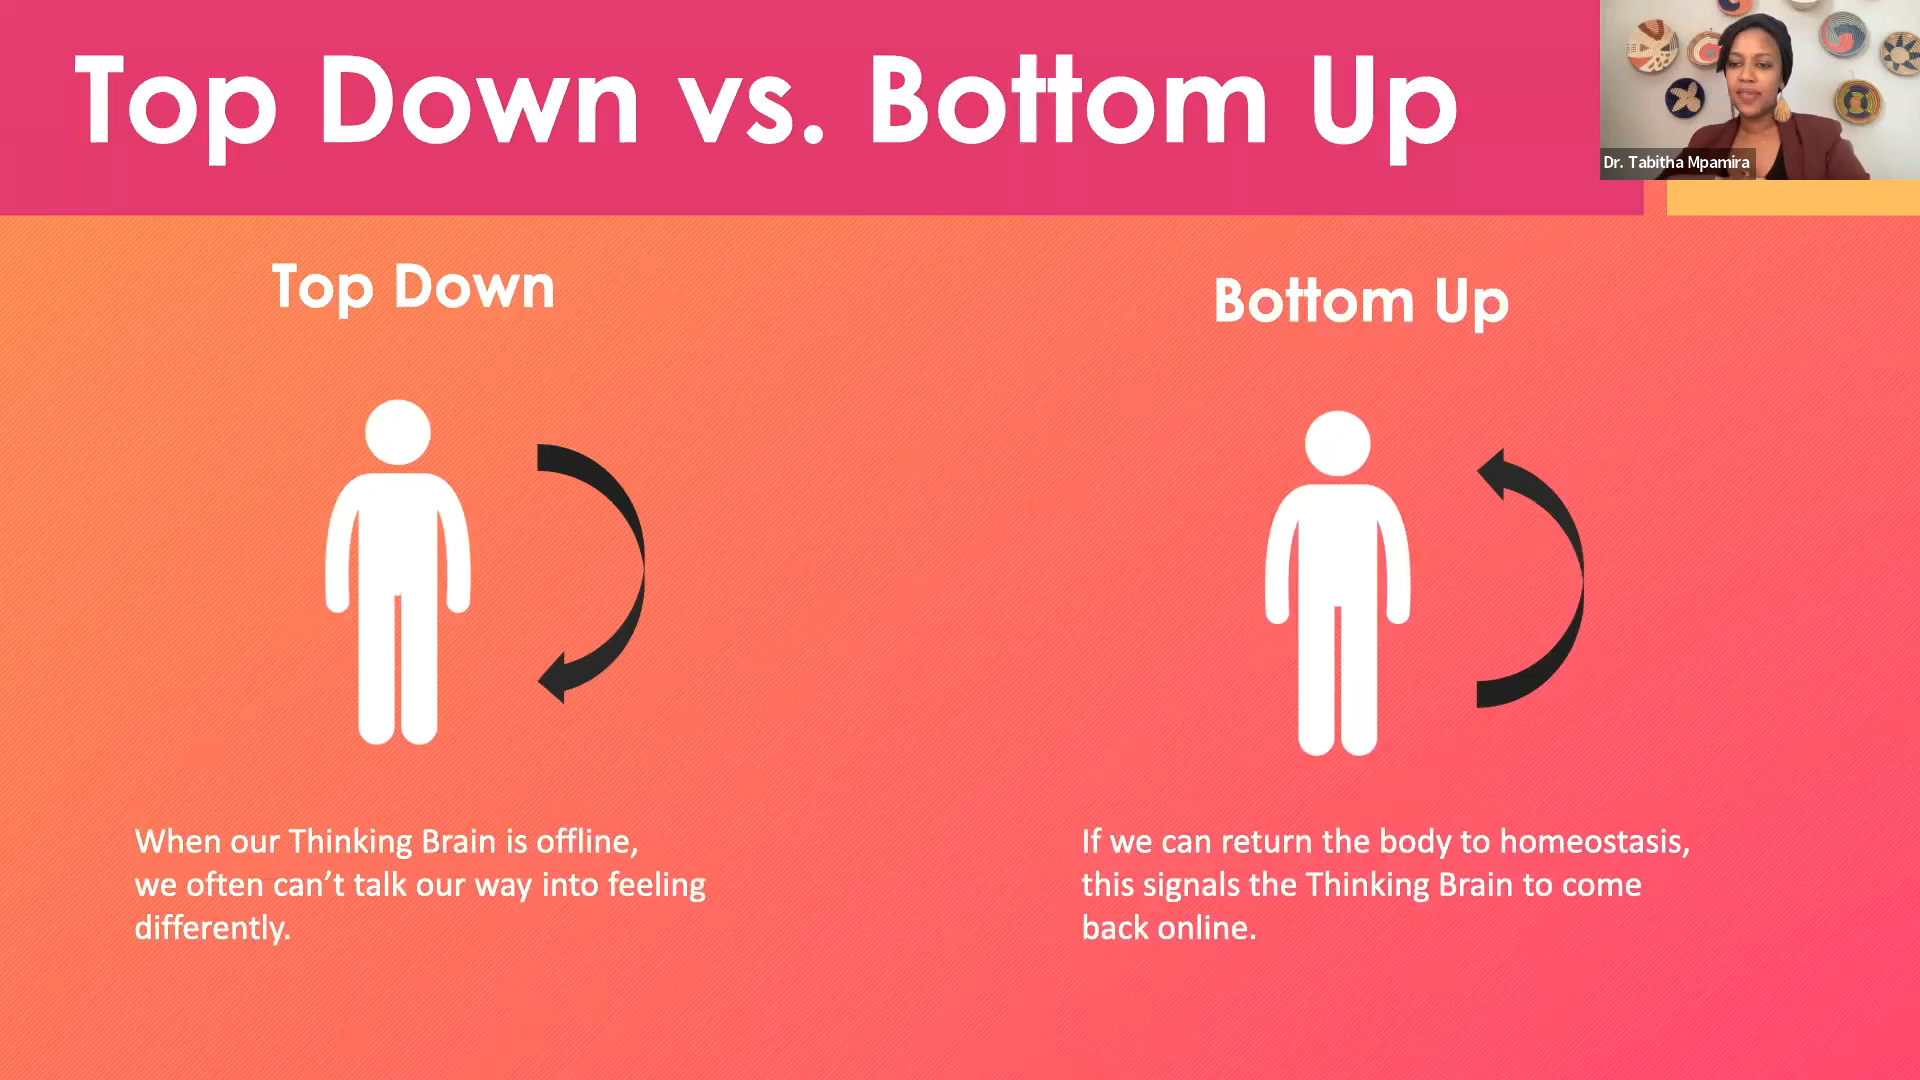 Top Down vs. Bottom Up
Dr. Tabitha Mpamira
Top Down
Bottom Up
When our Thinking Brain is offline,
we often can’t talk our way into feeling
differently.
If we can return the body to homeostasis,
this signals the Thinking Brain to come
back online.